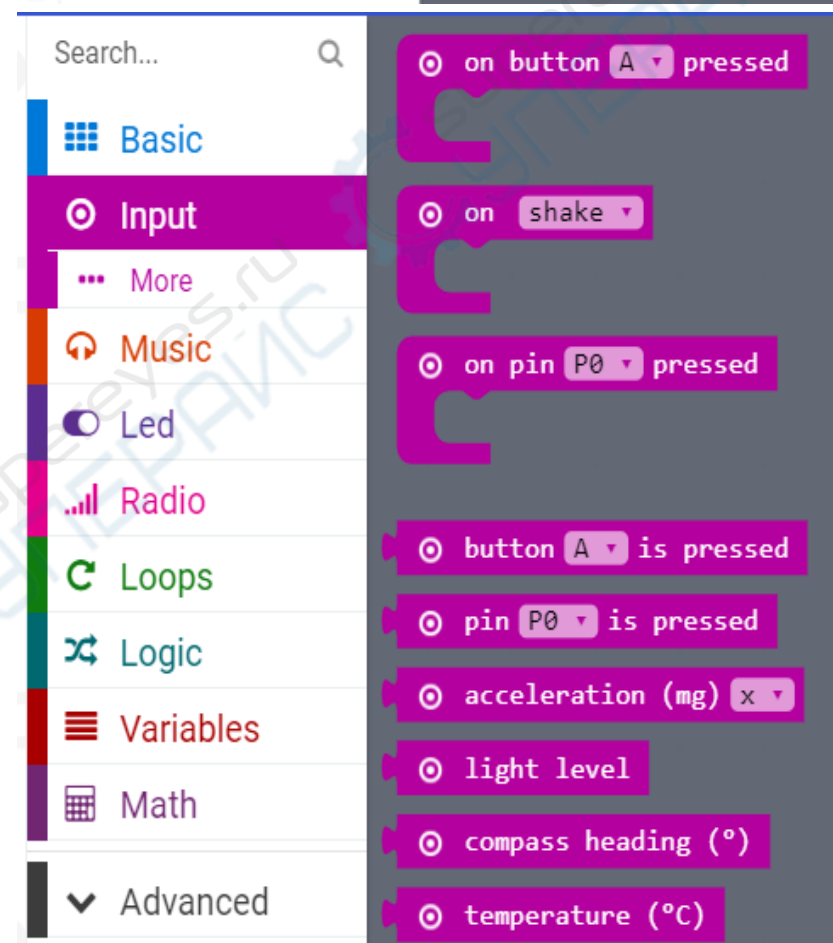 Search...
Basic
Input
More
Music
Led
Radio
Loops
Logic
Variables
Math
Advanced
on button A pressed
on shake
on pin P0 pressed
button A is pressed
pin P0 is pressed
acceleration (mg) x
light level
compass heading (°)
temperature (°C)